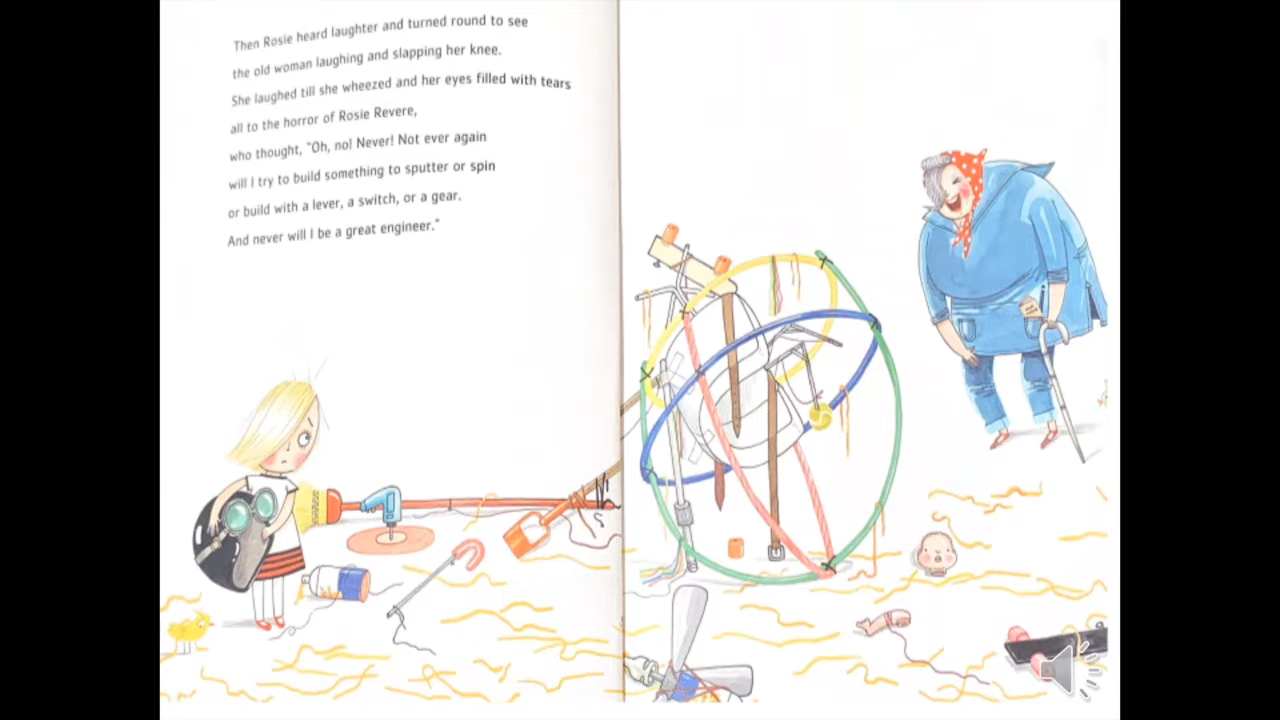 Then Rosie heard laughter and turned round to see
the old woman laughing and slapping her knee.
She laughed till she wheezed and her eyes filled with tears
all to the horror of Rosie Revere,
who thought, "Oh, no! Never! Not ever again
will I try to build something to sputter or spin
or build with a lever, a switch, or a gear.
And never will I be a great engineer."